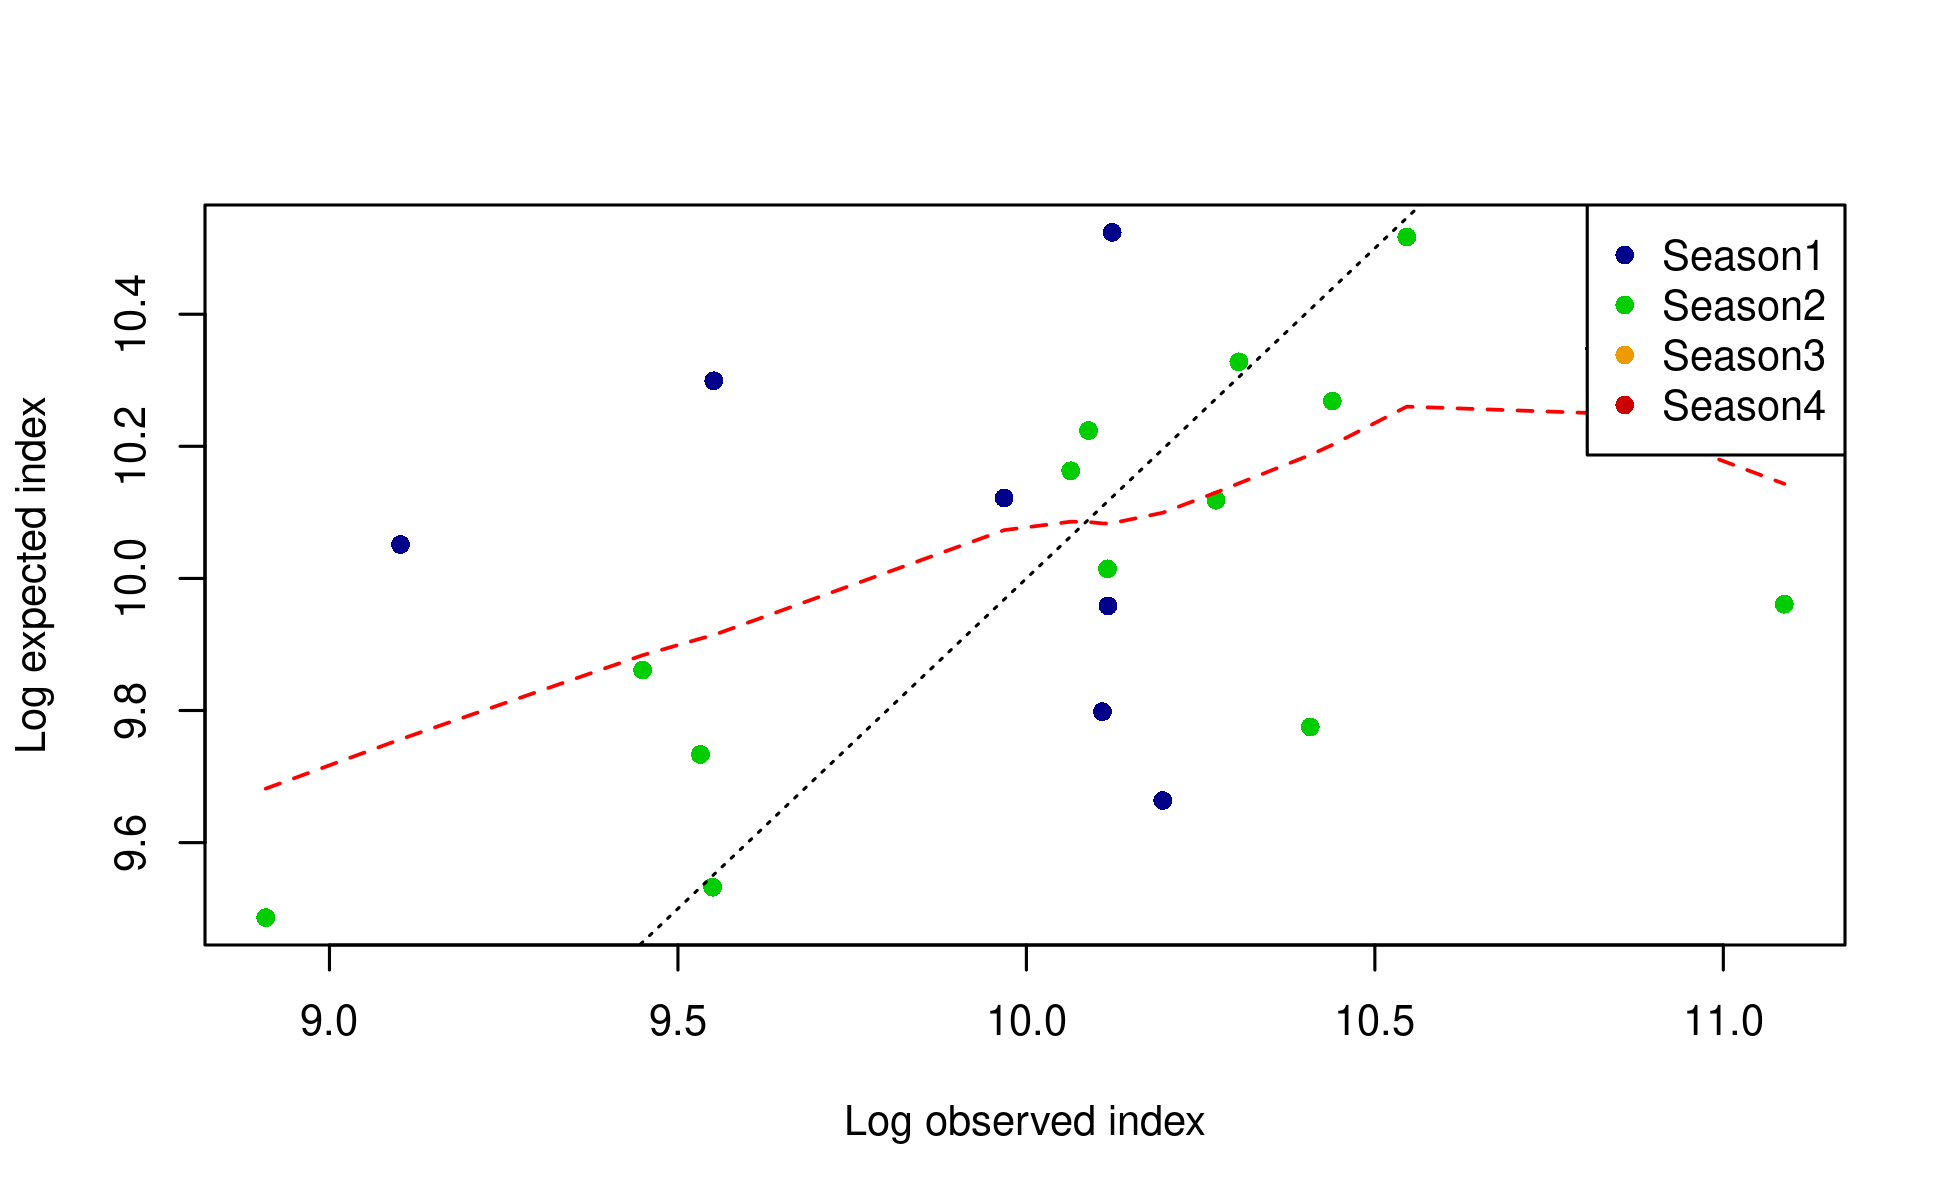 Season1
Season2
Season3
Season4
Log expected index
10.4
10.2
10.0
9.8
9.6
9.0 9.5 10.0 10.5 11.0
Log observed index